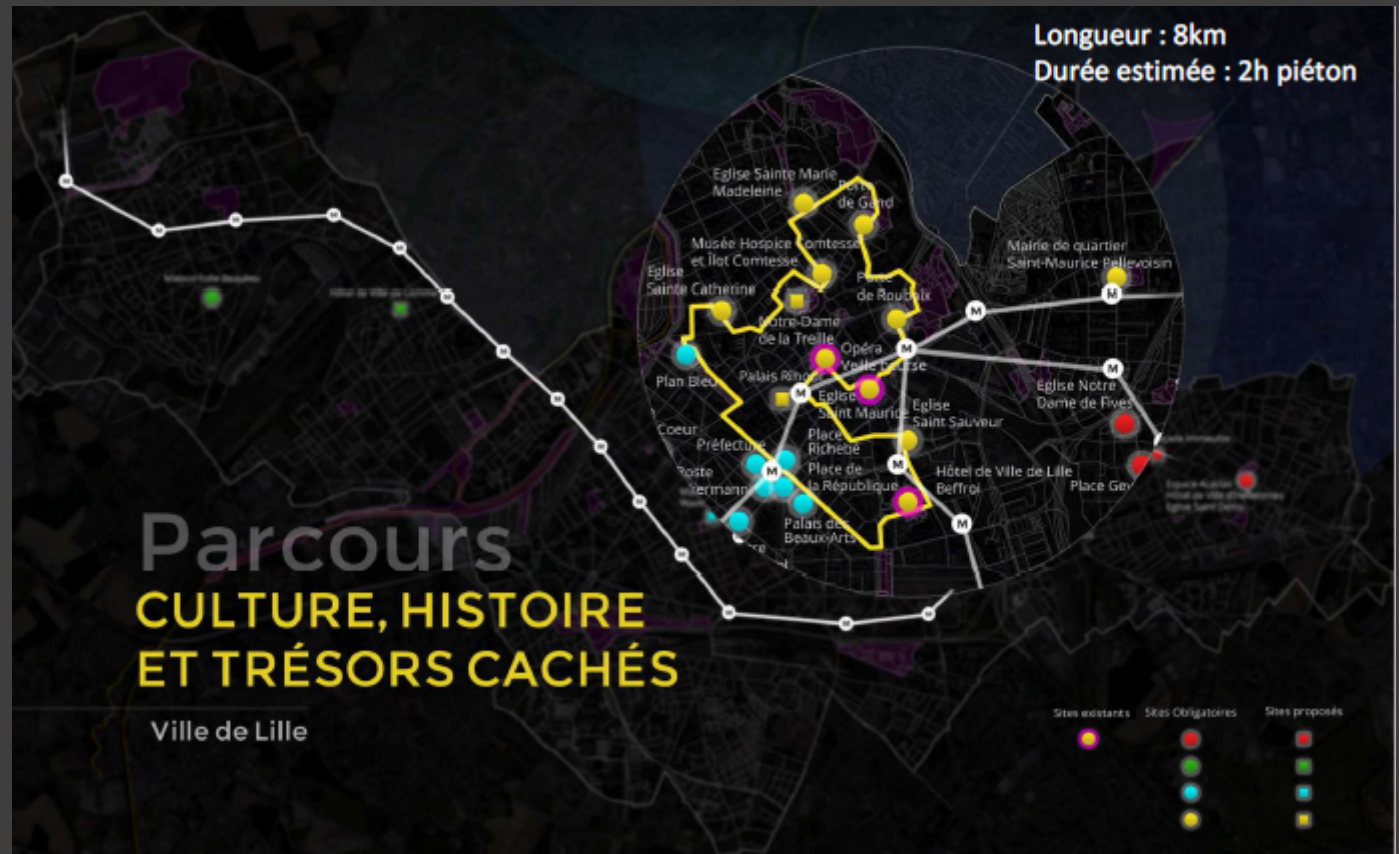 Longueur : 8km
Durée estimée : 2h piéton
Eglise Sainte Marie
Madeleine
Porte
de Gand
Musée Hospice Comtesse
et Îlot Comtesse
Mairie de quartier
Saint-Maurice Pellevoisin
Eglise
Sainte Catherine
Porte
de Roubaix
Notre-Dame
de la Treille
Opéra
Vieille Bourse
Plan Bleu
Palais
Eglise
Saint Maurice
Eglise Notre
Dame de Fives
Eglise
Saint Sauveur
Coeur
Préfecture
Place
Richebé
Poste
Place de
la République
Hôtel de Ville de Lille
Beffroi
Place
Palais des
Beaux-Arts
Parcours
CULTURE, HISTOIRE
ET TRÉSORS CACHÉS
Ville de Lille
Sites existants
Sites Obligatoires
Sites proposés
M